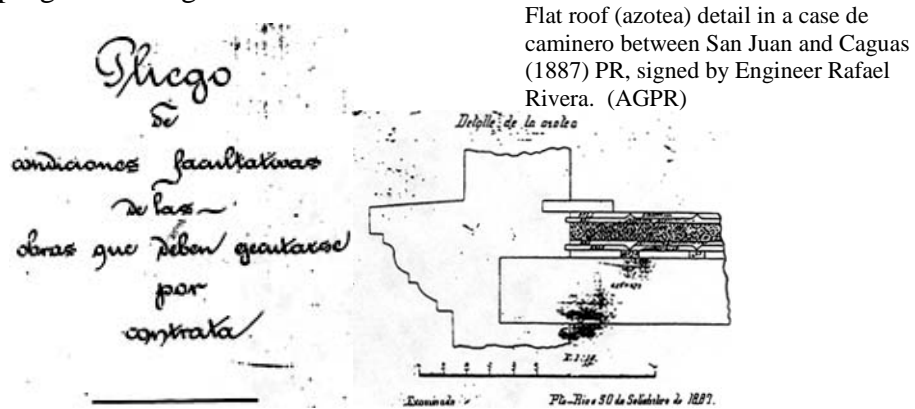 Flat roof (azotea) detail in a case de
caminero between San Juan and Caguas
(1887) PR, signed by Engineer Rafael
Rivera. (AGPR)
Pliego
de
condiciones facultativas
de las
obras que deben ejecutarse
por
contrata
Detalle de la azotea
Examinado
Pto-Rico 30 de Setiembre de 1887.